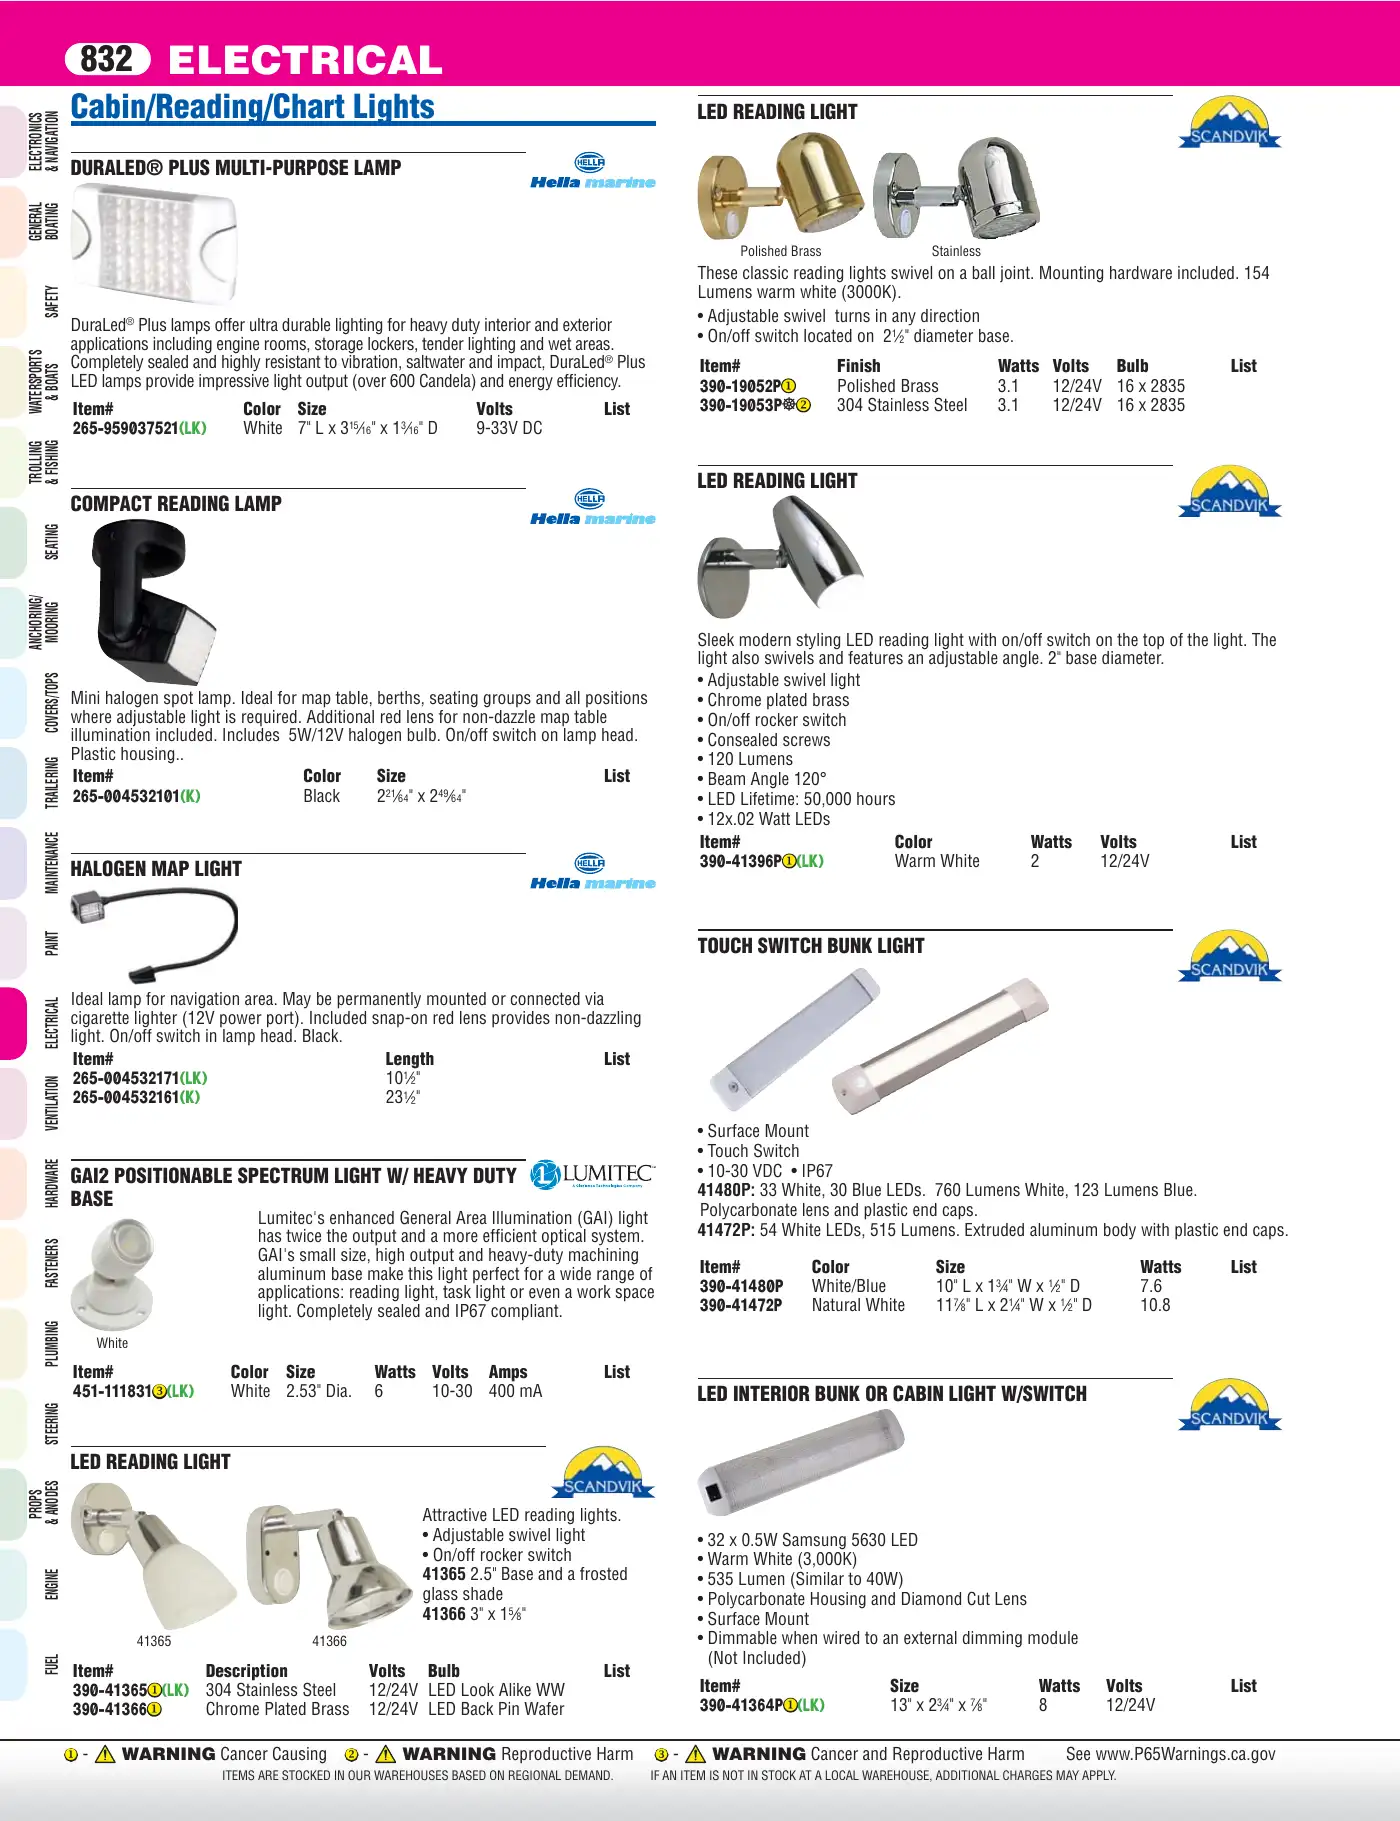 832 ELECTRICAL
Cabin/Reading/Chart Lights
ELECTRONICS & NAVIGATION
GENERAL BOATING
SAFETY
WATERSPORTS & BOATS
TROLLING & FISHING
SEATING
ANCHORING/ MOORING
COVERS/TOPS
TRAILERING
MAINTENANCE
PAINT
ELECTRICAL
VENTILATION
HARDWARE
FASTENERS
PLUMBING
STEERING
PROPS & ANODES
ENGINE
FUEL
DURALED® PLUS MULTI-PURPOSE LAMP
HELLA
Hella marine
DuraLed® Plus lamps offer ultra durable lighting for heavy duty interior and exterior
applications including engine rooms, storage lockers, tender lighting and wet areas.
Completely sealed and highly resistant to vibration, saltwater and impact, DuraLed® Plus
LED lamps provide impressive light output (over 600 Candela) and energy efficiency.
Item# Color Size Volts List
265-959037521(LK) White 7" L x 3 15⁄16" x 1 3⁄16" D 9-33V DC
COMPACT READING LAMP
HELLA
Hella marine
Mini halogen spot lamp. Ideal for map table, berths, seating groups and all positions
where adjustable light is required. Additional red lens for non-dazzle map table
illumination included. Includes  5W/12V halogen bulb. On/off switch on lamp head.
Plastic housing..
Item# Color Size List
265-004532101(K) Black 2 21⁄64" x 2 49⁄64"
HALOGEN MAP LIGHT
HELLA
Hella marine
Ideal lamp for navigation area. May be permanently mounted or connected via
cigarette lighter (12V power port). Included snap-on red lens provides non-dazzling
light. On/off switch in lamp head. Black.
Item# Length List
265-004532171(LK) 10½"
265-004532161(K) 23½"
GAI2 POSITIONABLE SPECTRUM LIGHT W/ HEAVY DUTY
BASE
LUMITEC™
Lumitec's enhanced General Area Illumination (GAI) light
has twice the output and a more efficient optical system.
GAI's small size, high output and heavy-duty machining
aluminum base make this light perfect for a wide range of
applications: reading light, task light or even a work space
light. Completely sealed and IP67 compliant.
White
Item# Color Size Watts Volts Amps List
451-111831 3 (LK) White 2.53" Dia. 6 10-30 400 mA
LED READING LIGHT
SCANDVIK
Attractive LED reading lights.
• Adjustable swivel light
• On/off rocker switch
41365 2.5" Base and a frosted
glass shade
41366 3" x 1⅝"
41365 41366
Item# Description Volts Bulb List
390-41365 1 (LK) 304 Stainless Steel 12/24V LED Look Alike WW
390-41366 1 Chrome Plated Brass 12/24V LED Back Pin Wafer
LED READING LIGHT
SCANDVIK
Polished Brass Stainless
These classic reading lights swivel on a ball joint. Mounting hardware included. 154
Lumens warm white (3000K).
• Adjustable swivel  turns in any direction
• On/off switch located on  2½" diameter base.
Item# Finish Watts Volts Bulb List
390-19052P 1 Polished Brass 3.1 12/24V 16 x 2835
390-19053P☸ 2 304 Stainless Steel 3.1 12/24V 16 x 2835
LED READING LIGHT
SCANDVIK
Sleek modern styling LED reading light with on/off switch on the top of the light. The
light also swivels and features an adjustable angle. 2" base diameter.
• Adjustable swivel light
• Chrome plated brass
• On/off rocker switch
• Consealed screws
• 120 Lumens
• Beam Angle 120°
• LED Lifetime: 50,000 hours
• 12x.02 Watt LEDs
Item# Color Watts Volts List
390-41396P 1 (LK) Warm White 2 12/24V
TOUCH SWITCH BUNK LIGHT
SCANDVIK
• Surface Mount
• Touch Switch
• 10-30 VDC  • IP67
41480P: 33 White, 30 Blue LEDs.  760 Lumens White, 123 Lumens Blue.
Polycarbonate lens and plastic end caps.
41472P: 54 White LEDs, 515 Lumens. Extruded aluminum body with plastic end caps.
Item# Color Size Watts List
390-41480P White/Blue 10" L x 1¾" W x ½" D 7.6
390-41472P Natural White 11⅞" L x 2¼" W x ½" D 10.8
LED INTERIOR BUNK OR CABIN LIGHT W/SWITCH
SCANDVIK
• 32 x 0.5W Samsung 5630 LED
• Warm White (3,000K)
• 535 Lumen (Similar to 40W)
• Polycarbonate Housing and Diamond Cut Lens
• Surface Mount
• Dimmable when wired to an external dimming module
(Not Included)
Item# Size Watts Volts List
390-41364P 1 (LK) 13" x 2¾" x ⅞" 8 12/24V
1 - ⚠ WARNING Cancer Causing 2 - ⚠ WARNING Reproductive Harm 3 - ⚠ WARNING Cancer and Reproductive Harm See www.P65Warnings.ca.gov
ITEMS ARE STOCKED IN OUR WAREHOUSES BASED ON REGIONAL DEMAND. IF AN ITEM IS NOT IN STOCK AT A LOCAL WAREHOUSE, ADDITIONAL CHARGES MAY APPLY.